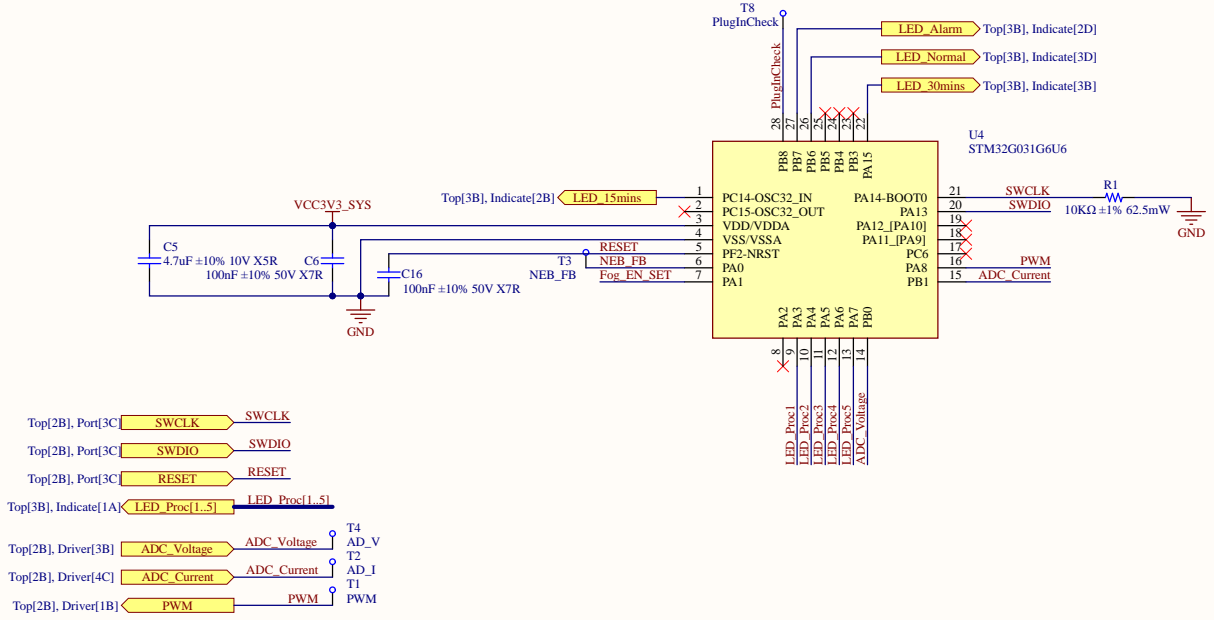 T8
PlugInCheck
PlugInCheck
LED_Alarm Top[3B], Indicate[2D]
LED_Normal Top[3B], Indicate[3D]
LED_30mins Top[3B], Indicate[3B]
28 27 26 25 24 23 22
PB8 PB7 PB6 PB5 PB4 PB3 PA15
U4
STM32G031G6U6
Top[3B], Indicate[2B] LED_15mins 1 PC14-OSC32_IN
2 PC15-OSC32_OUT
VCC3V3_SYS 3 VDD/VDDA
4 VSS/VSSA
RESET 5 PF2-NRST
T3 NEB_FB 6 PA0
NEB_FB
Fog_EN_SET 7 PA1
PA14-BOOT0 21 SWCLK
PA13 20 SWDIO
PA12_[PA10] 19
PA11_[PA9] 18
PC6 17
PA8 16 PWM
PB1 15 ADC_Current
R1
10KΩ ±1% 62.5mW
GND
C5
4.7uF ±10% 10V X5R
C6
100nF ±10% 50V X7R
C16
100nF ±10% 50V X7R
GND
PA2 PA3 PA4 PA5 PA6 PA7 PB0
8 9 10 11 12 13 14
LED_Proc1
LED_Proc2
LED_Proc3
LED_Proc4
LED_Proc5
ADC_Voltage
Top[2B], Port[3C] SWCLK SWCLK
Top[2B], Port[3C] SWDIO SWDIO
Top[2B], Port[3C] RESET RESET
Top[3B], Indicate[1A] LED_Proc[1..5] LED_Proc[1..5]
T4
Top[2B], Driver[3B] ADC_Voltage ADC_Voltage AD_V
T2
Top[2B], Driver[4C] ADC_Current ADC_Current AD_I
T1
Top[2B], Driver[1B] PWM PWM PWM